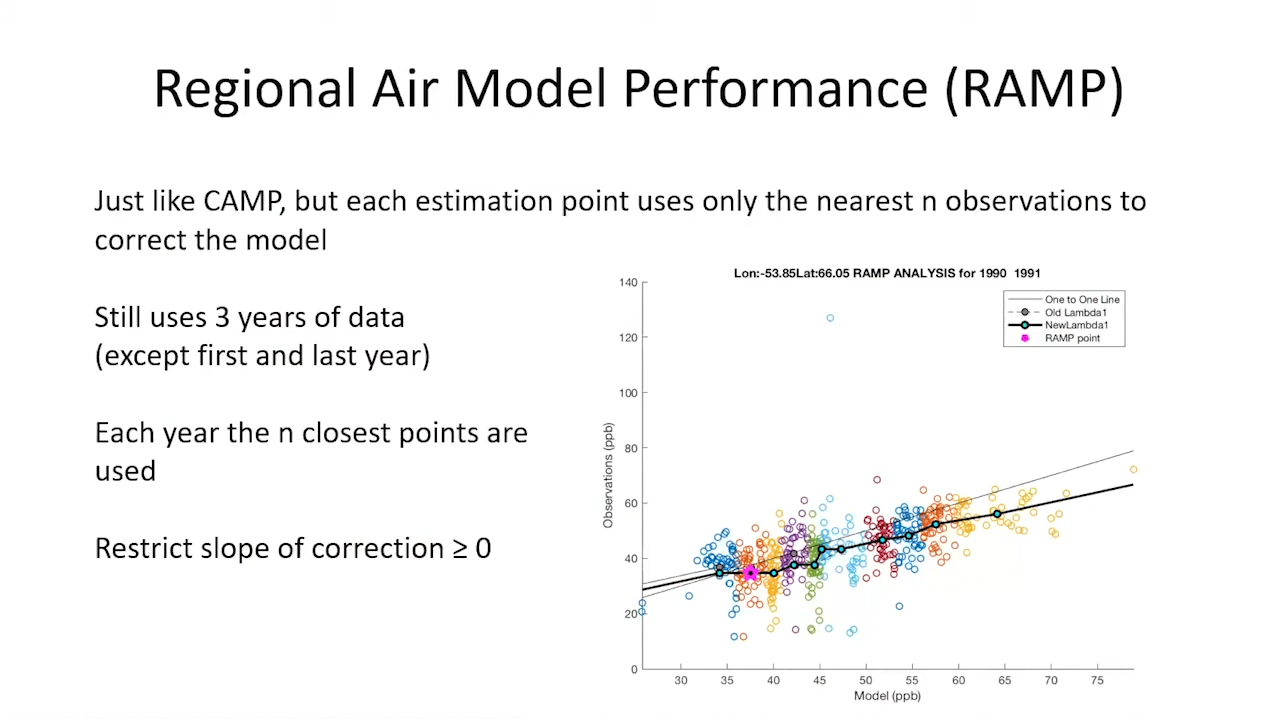 Regional Air Model Performance (RAMP)
Just like CAMP, but each estimation point uses only the nearest n observations to
correct the model
Still uses 3 years of data
(except first and last year)
Each year the n closest points are
used
Restrict slope of correction ≥ 0
Lon:-53.85Lat:66.05 RAMP ANALYSIS for 1990 1991
One to One Line
Old Lambda1
NewLambda1
RAMP point
140
120
100
80
60
40
20
0
Observations (ppb)
30 35 40 45 50 55 60 65 70 75
Model (ppb)